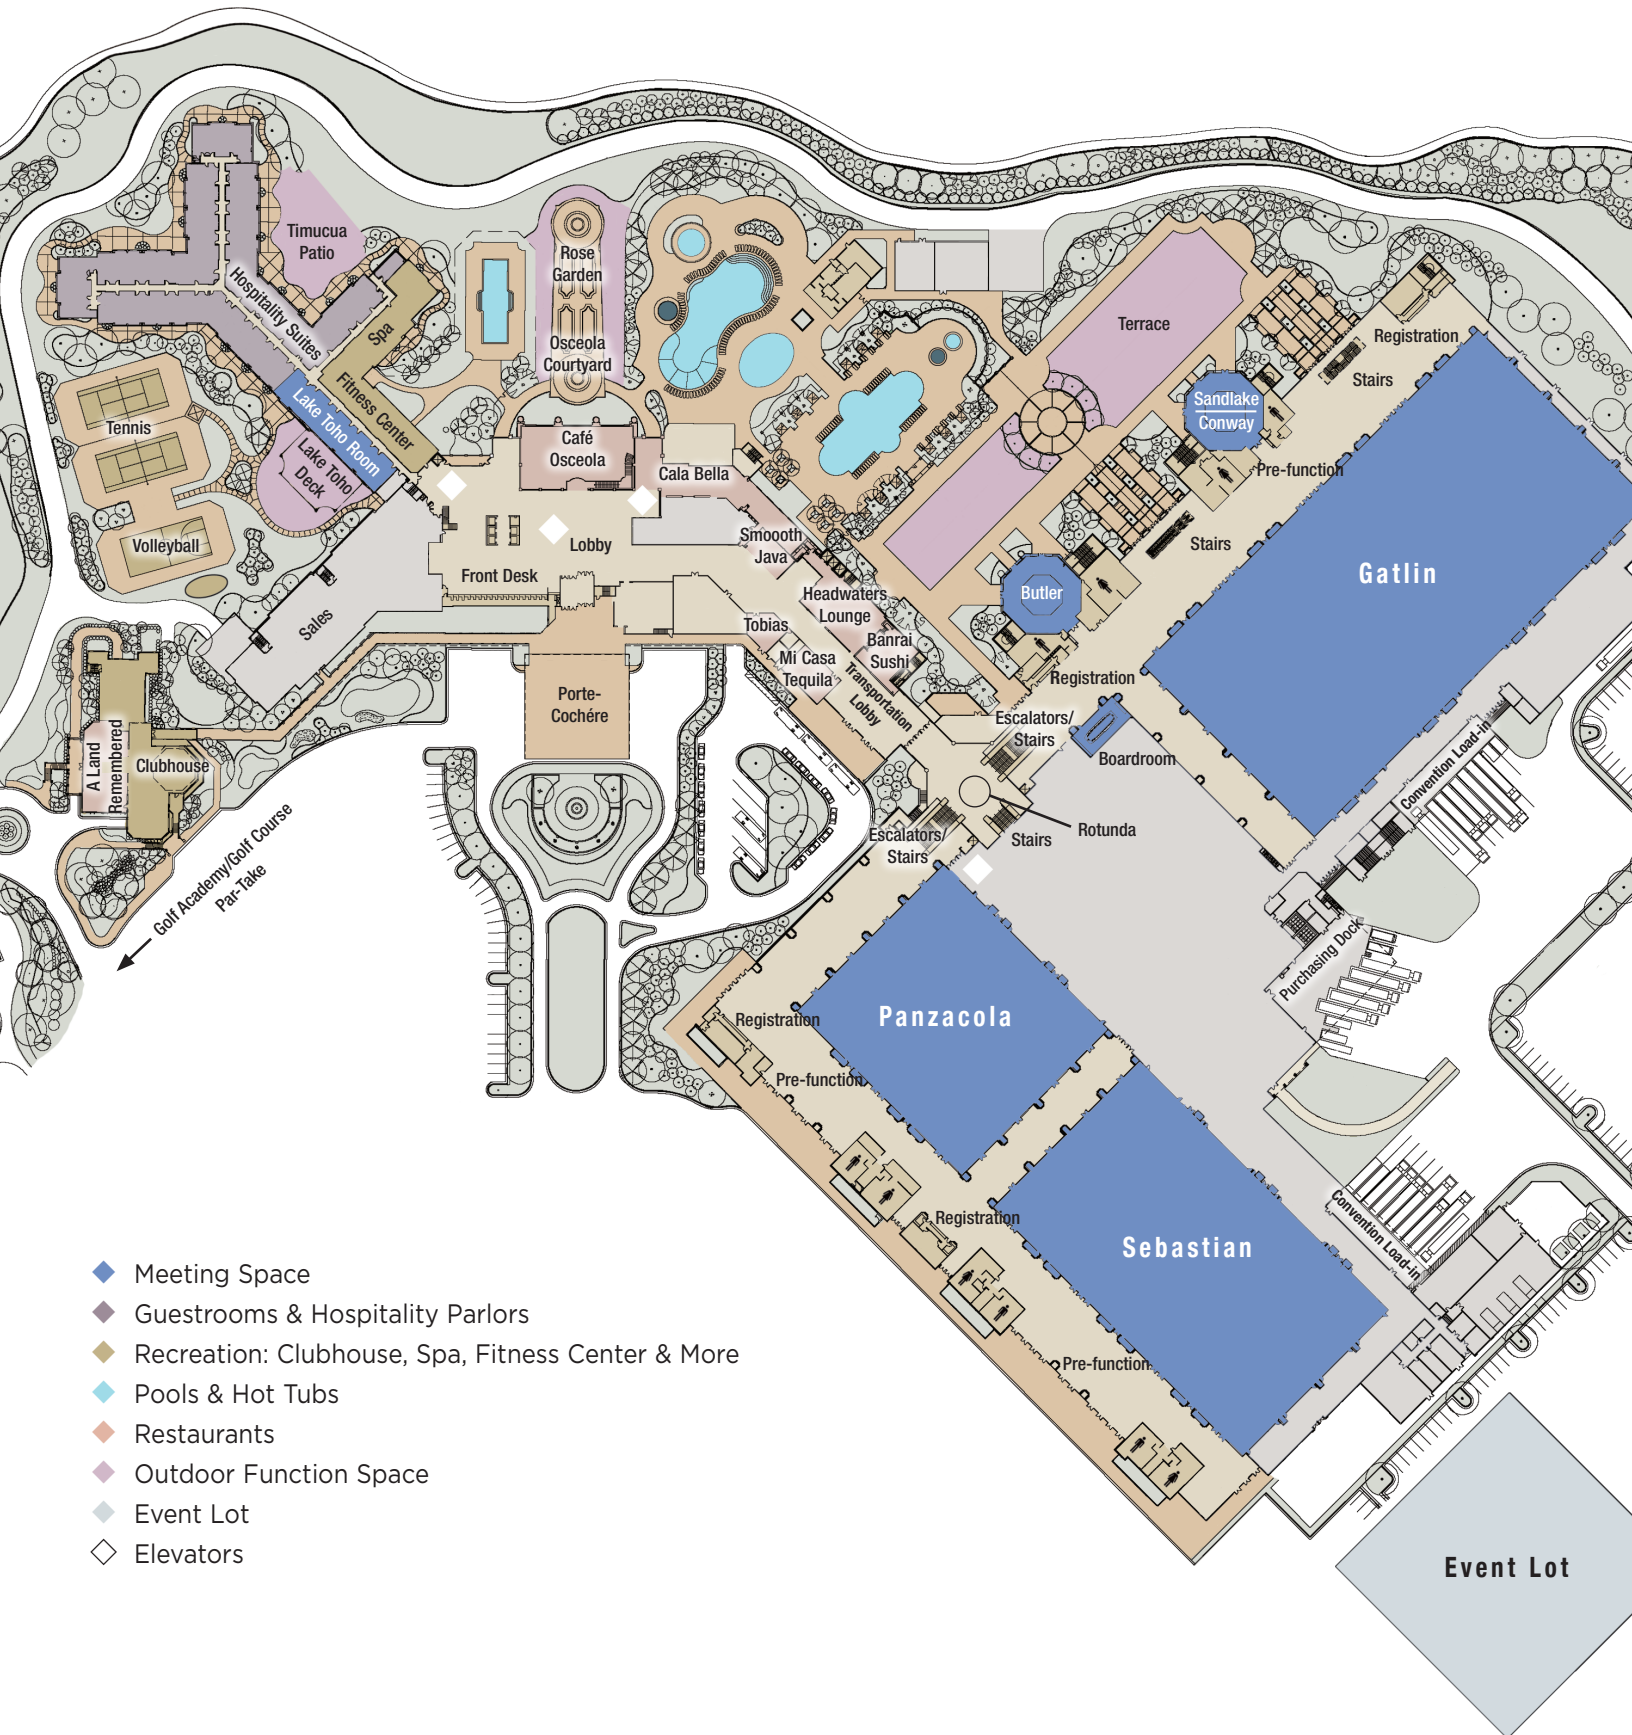 Timucua
Patio
Rose
Garden
Osceola
Courtyard
Hospitality Suites
Spa
Fitness Center
Lake Toho Room
Lake Toho
Deck
Tennis
Volleyball
Café
Osceola
Cala Bella
Smoooth
Java
Lobby
Front Desk
Sales
Headwaters
Lounge
Tobias
Banrai
Sushi
Mi Casa
Tequila
Transportation
Lobby
Porte-
Cochére
A Land
Remembered
Clubhouse
Golf Academy/Golf Course
Par-Take
Terrace
Registration
Stairs
Sandlake
Conway
Pre-function
Stairs
Gatlin
Butler
Registration
Escalators/
Stairs
Boardroom
Convention Load-in
Rotunda
Stairs
Escalators/
Stairs
Purchasing Dock
Panzacola
Registration
Pre-function
Registration
Sebastian
Convention Load-in
Pre-function
Event Lot
Meeting Space
Guestrooms & Hospitality Parlors
Recreation: Clubhouse, Spa, Fitness Center & More
Pools & Hot Tubs
Restaurants
Outdoor Function Space
Event Lot
Elevators